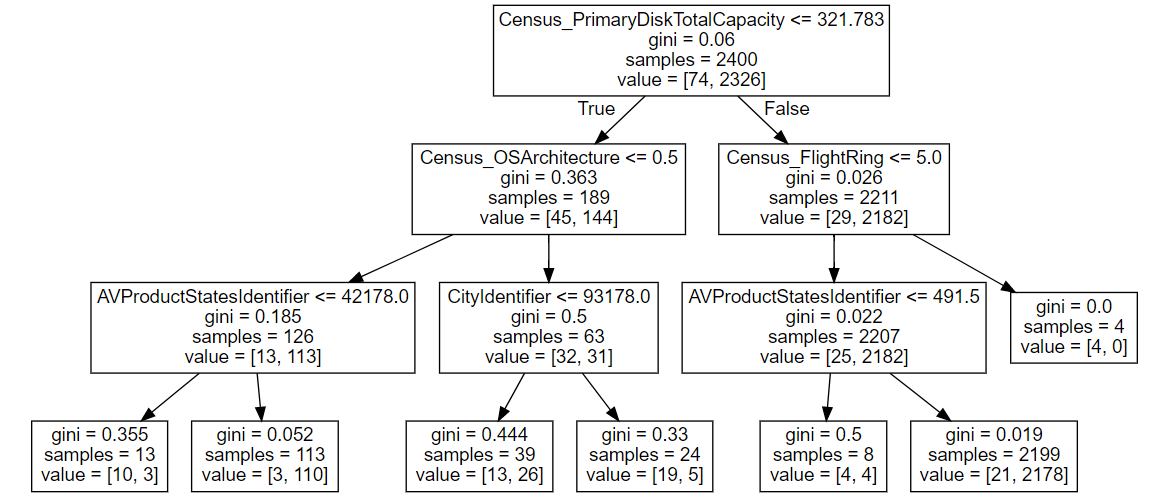 Census_PrimaryDiskTotalCapacity <= 321.783
gini = 0.06
samples = 2400
value = [74, 2326]
True
False
Census_OSArchitecture <= 0.5
gini = 0.363
samples = 189
value = [45, 144]
Census_FlightRing <= 5.0
gini = 0.026
samples = 2211
value = [29, 2182]
AVProductStatesIdentifier <= 42178.0
gini = 0.185
samples = 126
value = [13, 113]
CityIdentifier <= 93178.0
gini = 0.5
samples = 63
value = [32, 31]
AVProductStatesIdentifier <= 491.5
gini = 0.022
samples = 2207
value = [25, 2182]
gini = 0.0
samples = 4
value = [4, 0]
gini = 0.355
samples = 13
value = [10, 3]
gini = 0.052
samples = 113
value = [3, 110]
gini = 0.444
samples = 39
value = [13, 26]
gini = 0.33
samples = 24
value = [19, 5]
gini = 0.5
samples = 8
value = [4, 4]
gini = 0.019
samples = 2199
value = [21, 2178]